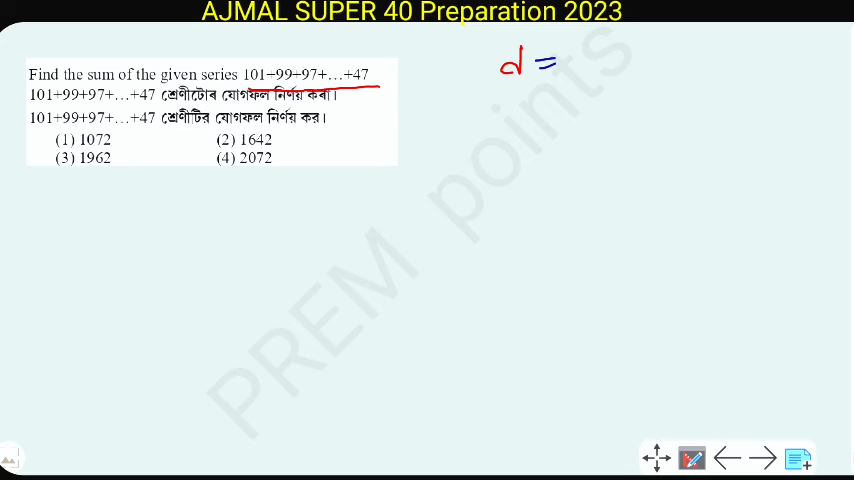 AJMAL SUPER 40 Preparation 2023
d =
Find the sum of the given series 101+99+97+...+47
101+99+97+...+47 শ্ৰেণীটোৰ যোগফল নিৰ্ণয় কৰা।
101+99+97+...+47 শ্রেণীটির যোগফল নির্ণয় কর।
(1) 1072 (2) 1642
(3) 1962 (4) 2072
PREM points